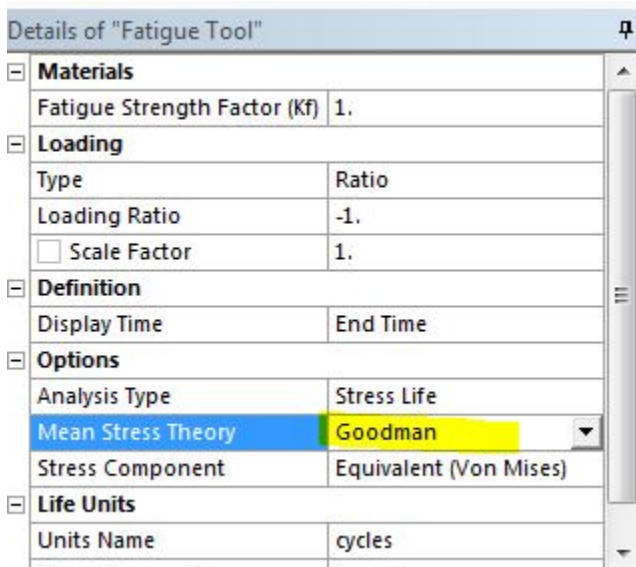 Details of "Fatigue Tool"
Materials
Fatigue Strength Factor (Kf) 1.
Loading
Type Ratio
Loading Ratio -1.
Scale Factor 1.
Definition
Display Time End Time
Options
Analysis Type Stress Life
Mean Stress Theory Goodman
Stress Component Equivalent (Von Mises)
Life Units
Units Name cycles